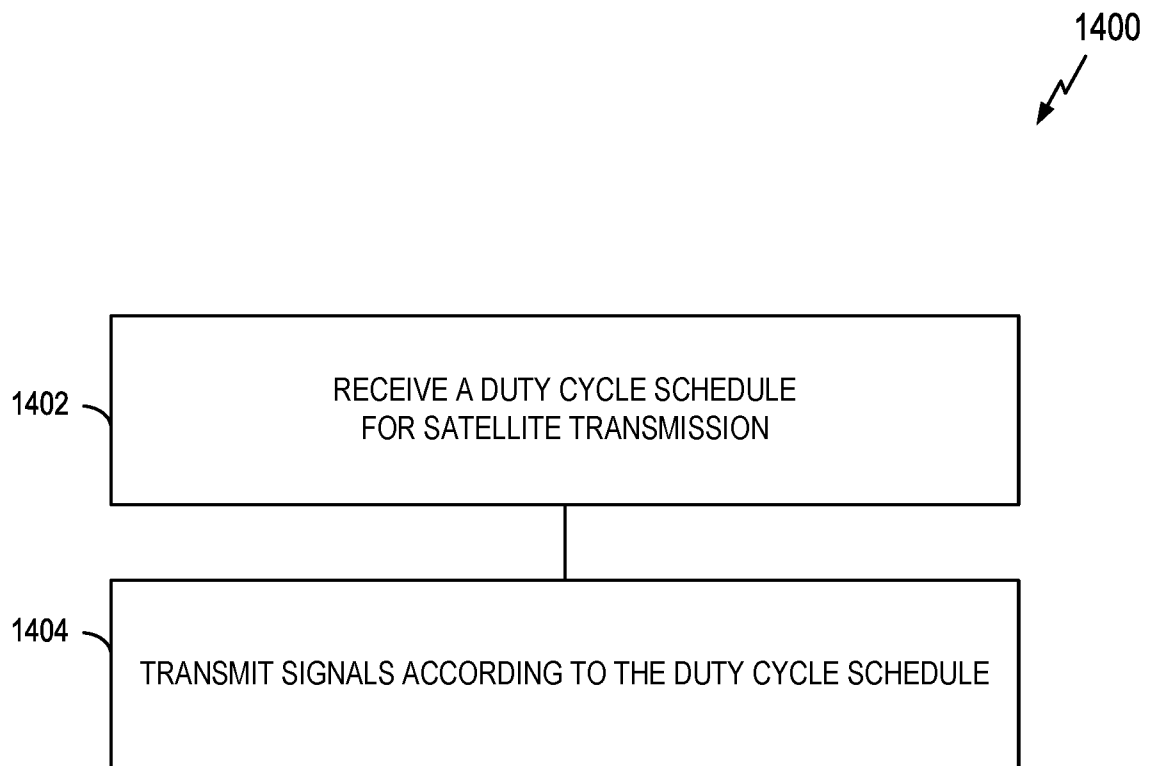 1400
1402
RECEIVE A DUTY CYCLE SCHEDULE
FOR SATELLITE TRANSMISSION
1404
TRANSMIT SIGNALS ACCORDING TO THE DUTY CYCLE SCHEDULE